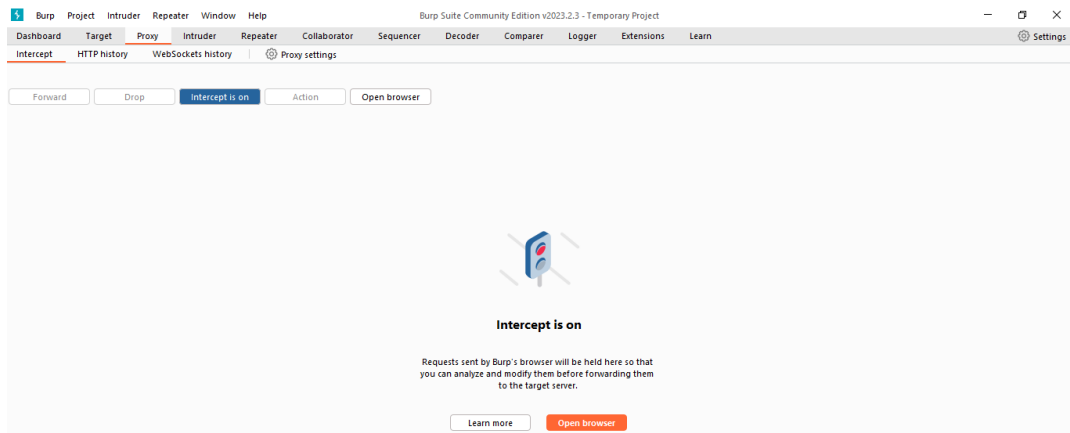 Burp Project Intruder Repeater Window Help Burp Suite Community Edition v2023.2.3 - Temporary Project
Dashboard Target Proxy Intruder Repeater Collaborator Sequencer Decoder Comparer Logger Extensions Learn Settings
Intercept HTTP history WebSockets history Proxy settings
Forward Drop Intercept is on Action Open browser
Intercept is on
Requests sent by Burp's browser will be held here so that
you can analyze and modify them before forwarding them
to the target server.
Learn more Open browser